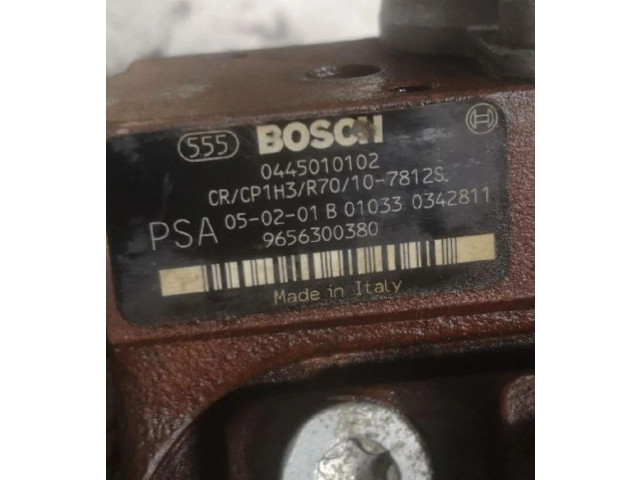 555 BOSCH
0445010102
CR/CP1H3/R70/10-7812S
PSA 05-02-01 B 01033 0342811
9656300380
Made in Italy